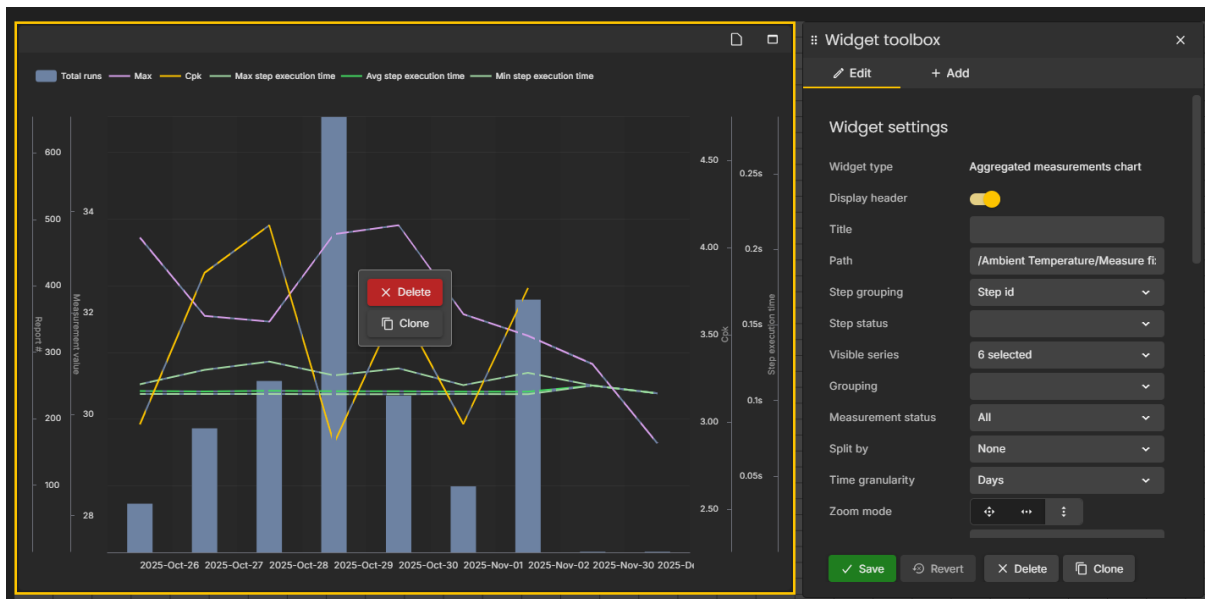 Widget toolbox
Edit
Add
Total runs
Max
Cpk
Max step execution time
Avg step execution time
Min step execution time
Report #.
600
500
400
300
200
100
Measurement value
34
32
30
28
Cpk
4.50
4.00
3.50
3.00
2.50
Step execution time
0.25s
0.2s
0.15s
0.1s
0.05s
2025-Oct-26 2025-Oct-27 2025-Oct-28 2025-Oct-29 2025-Oct-30 2025-Nov-01 2025-Nov-02 2025-Nov-30 2025-De
Delete
Clone
Widget settings
Widget type Aggregated measurements chart
Display header
Title
Path /Ambient Temperature/Measure fi
Step grouping Step id
Step status
Visible series 6 selected
Grouping
Measurement status All
Split by None
Time granularity Days
Zoom mode
Save
Revert
Delete
Clone